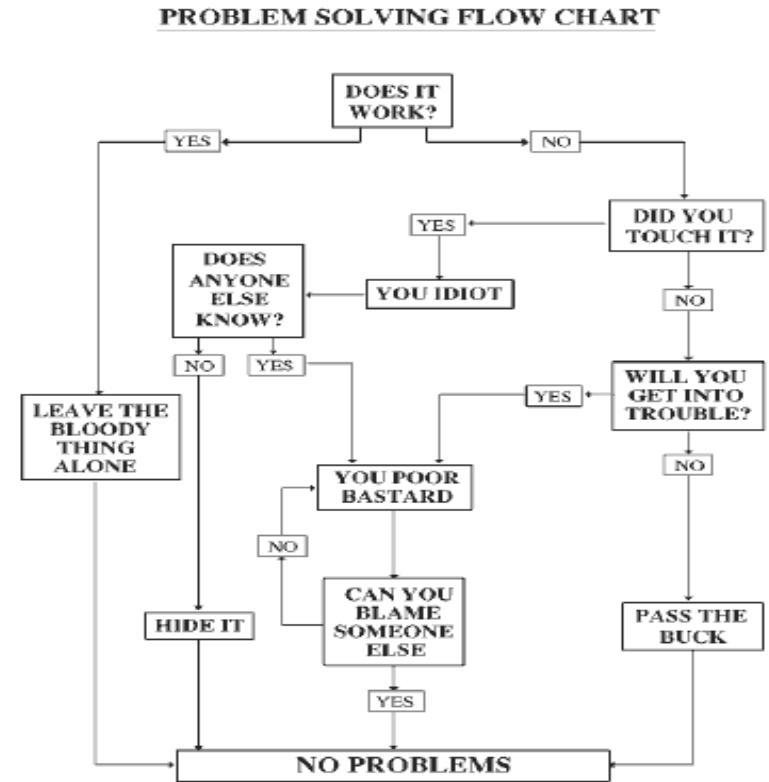 PROBLEM SOLVING FLOW CHART
DOES IT
WORK?
YES
NO
DID YOU
TOUCH IT?
YES
DOES
ANYONE
ELSE
KNOW?
YOU IDIOT
NO
NO
YES
WILL YOU
GET INTO
TROUBLE?
YES
LEAVE THE
BLOODY
THING
ALONE
YOU POOR
BASTARD
NO
NO
CAN YOU
BLAME
SOMEONE
ELSE
HIDE IT
PASS THE
BUCK
YES
NO PROBLEMS